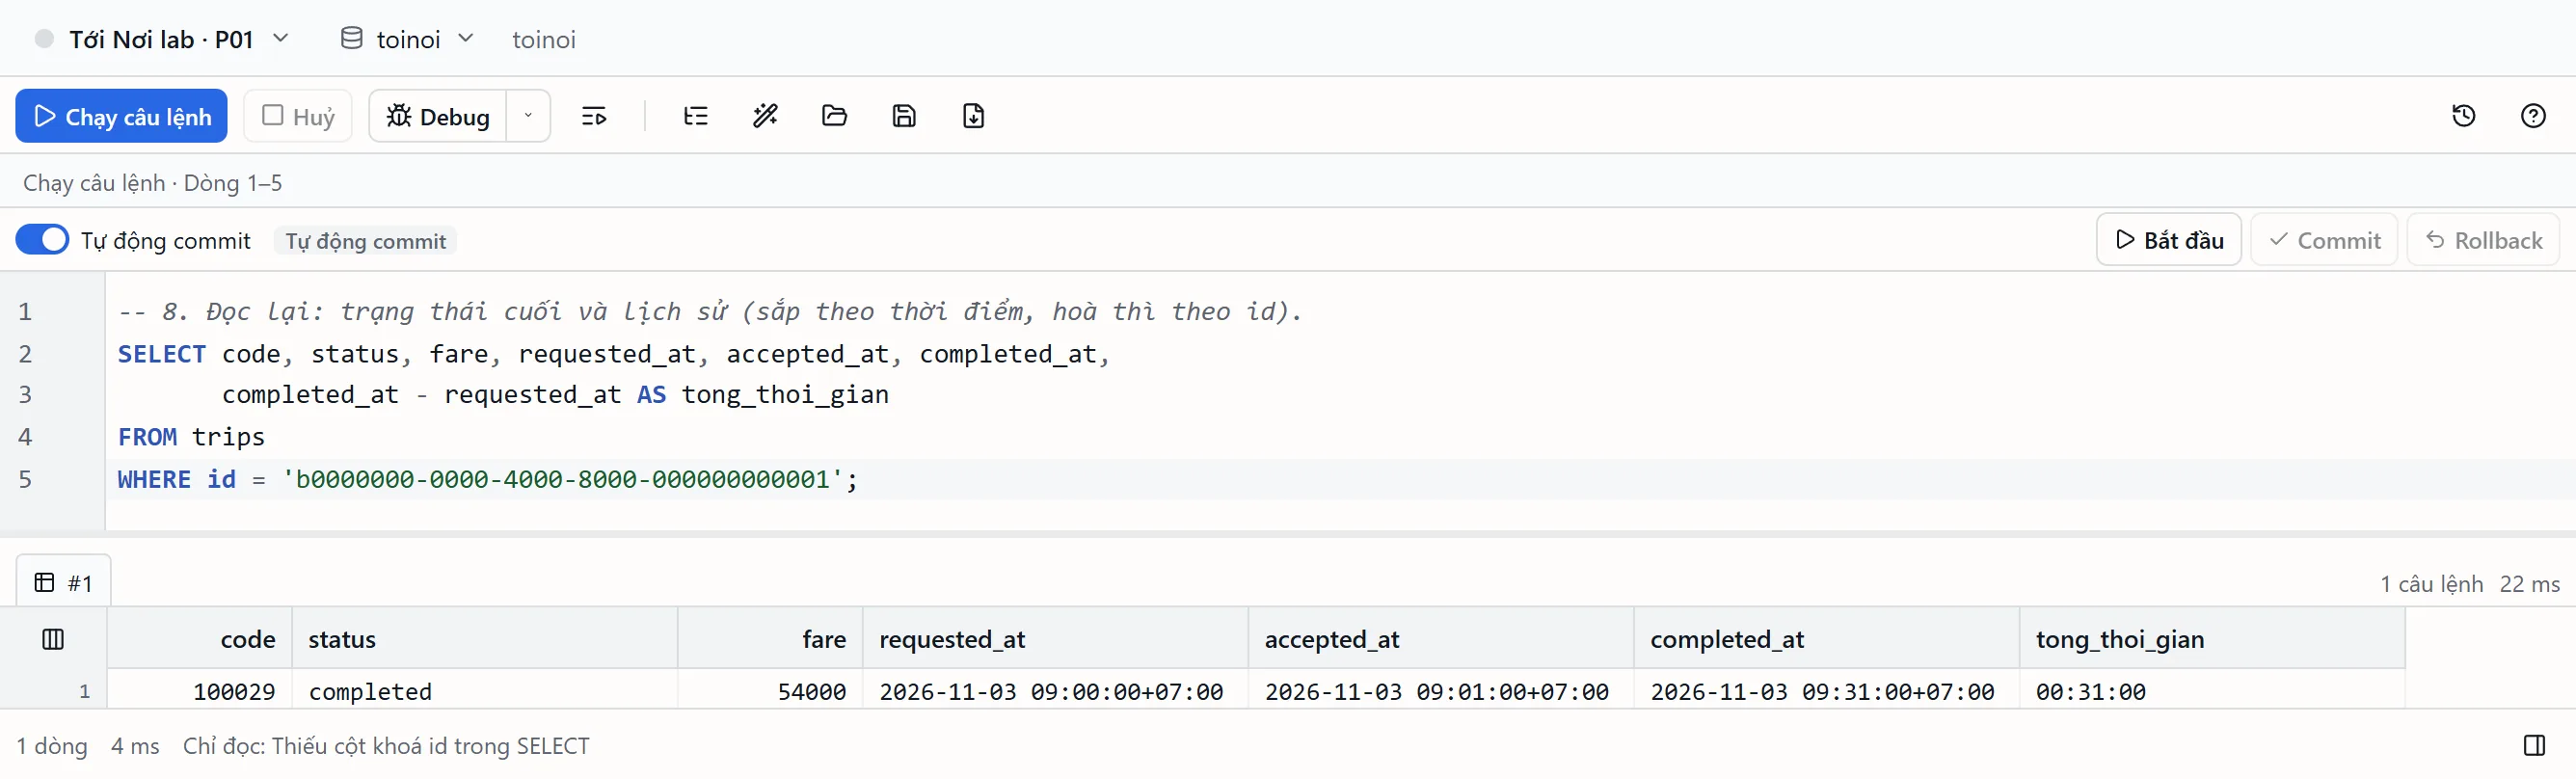 Tới Nơi lab · P01 toinoi toinoi
Chạy câu lệnh Huỷ Debug
Chạy câu lệnh · Dòng 1–5
Tự động commit Tự động commit Bắt đầu Commit Rollback
1 -- 8. Đọc lại: trạng thái cuối và lịch sử (sắp theo thời điểm, hoà thì theo id).
2 SELECT code, status, fare, requested_at, accepted_at, completed_at,
3 completed_at - requested_at AS tong_thoi_gian
4 FROM trips
5 WHERE id = 'b0000000-0000-4000-8000-000000000001';
#1 1 câu lệnh 22 ms
code status fare requested_at accepted_at completed_at tong_thoi_gian
1 100029 completed 54000 2026-11-03 09:00:00+07:00 2026-11-03 09:01:00+07:00 2026-11-03 09:31:00+07:00 00:31:00
1 dòng 4 ms Chỉ đọc: Thiếu cột khoá id trong SELECT